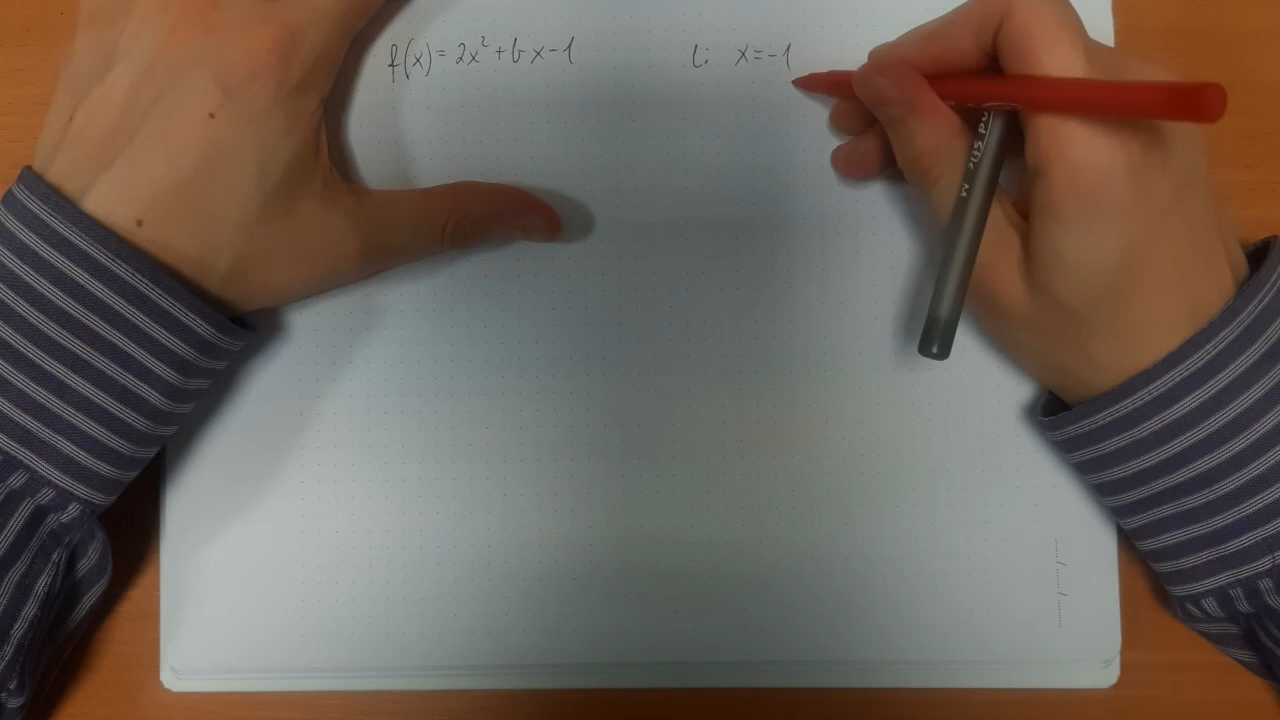 f(x) = 2x² + bx - 1
l: x = -1
M
..... / ..... / .......